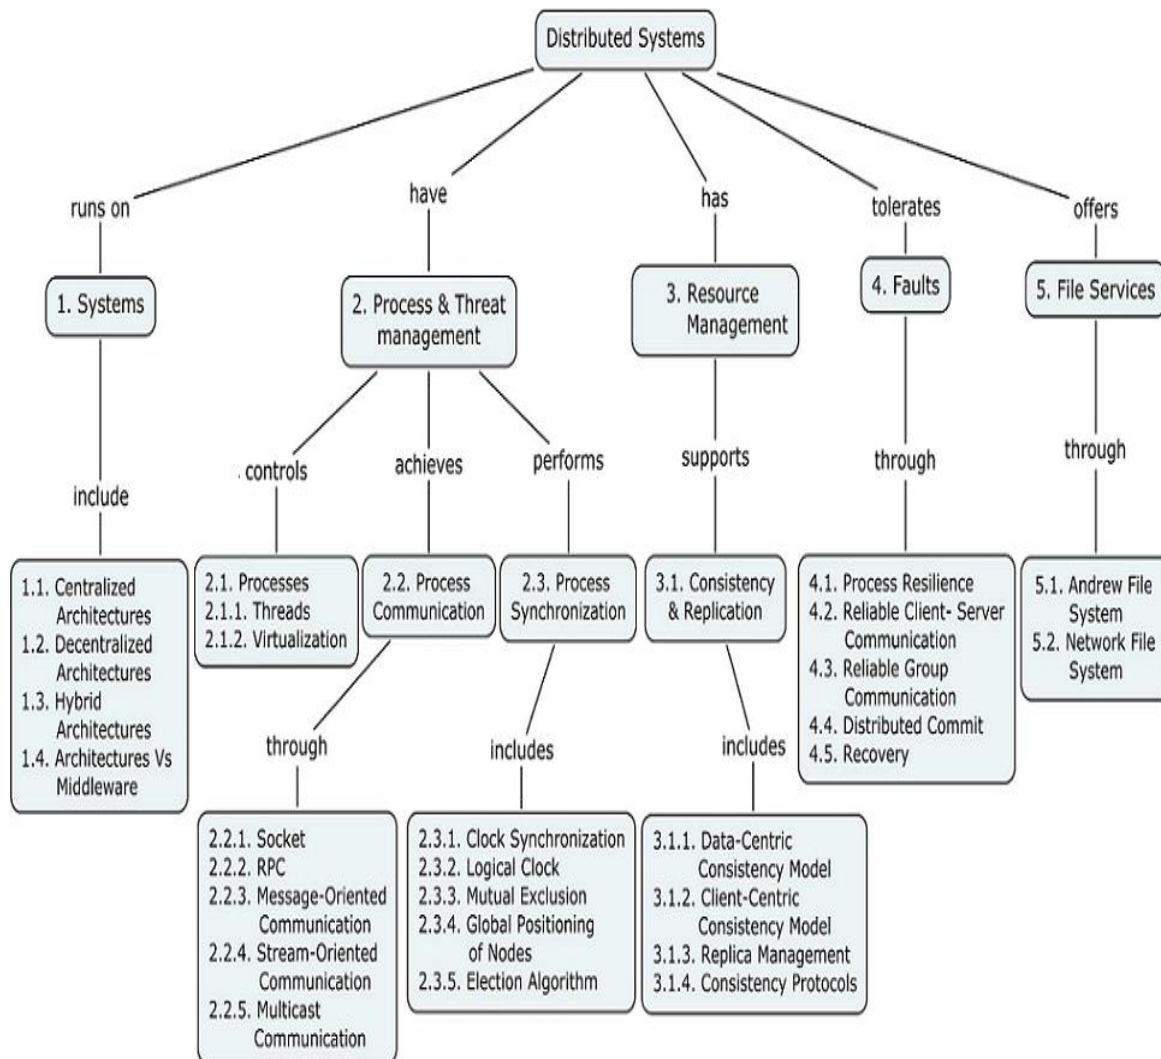 Distributed Systems
runs on
have
has
tolerates
offers
1. Systems
2. Process & Threat
management
3. Resource
Management
4. Faults
5. File Services
include
. controls
achieves
performs
supports
through
through
1.1. Centralized
Architectures
1.2. Decentralized
Architectures
1.3. Hybrid
Architectures
1.4. Architectures Vs
Middleware
2.1. Processes
2.1.1. Threads
2.1.2. Virtualization
2.2. Process
Communication
2.3. Process
Synchronization
3.1. Consistency
& Replication
4.1. Process Resilience
4.2. Reliable Client- Server
Communication
4.3. Reliable Group
Communication
4.4. Distributed Commit
4.5. Recovery
5.1. Andrew File
System
5.2. Network File
System
through
includes
includes
2.2.1. Socket
2.2.2. RPC
2.2.3. Message-Oriented
Communication
2.2.4. Stream-Oriented
Communication
2.2.5. Multicast
Communication
2.3.1. Clock Synchronization
2.3.2. Logical Clock
2.3.3. Mutual Exclusion
2.3.4. Global Positioning
of Nodes
2.3.5. Election Algorithm
3.1.1. Data-Centric
Consistency Model
3.1.2. Client-Centric
Consistency Model
3.1.3. Replica Management
3.1.4. Consistency Protocols